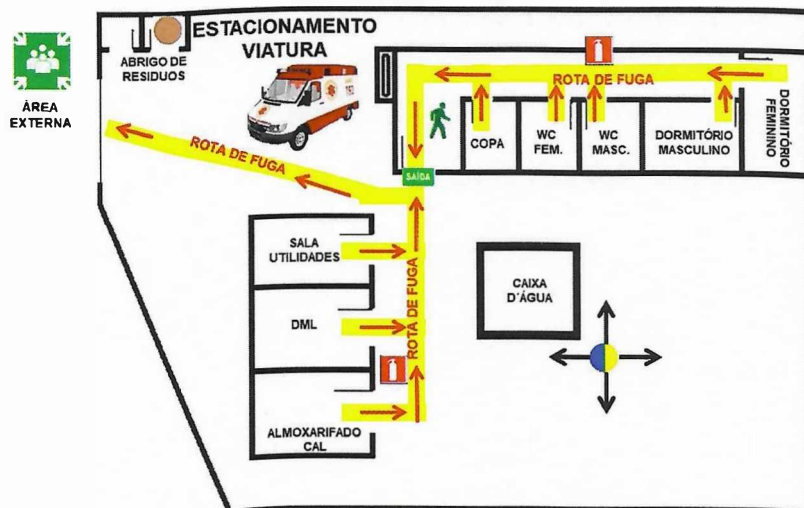 ESTACIONAMENTO
VIATURA
ABRIGO DE
RESIDUOS
ÀREA
EXTERNA
ROTA DE FUGA
ROTA DE FUGA
SAÍDA
COPA
WC
FEM.
WC
MASC.
DORMITÓRIO
MASCULINO
DORMITÓRIO
FEMININO
SALA
UTILIDADES
DML
ALMOXARIFADO
CAL
ROTA DE FUGA
CAIXA
D'ÁGUA